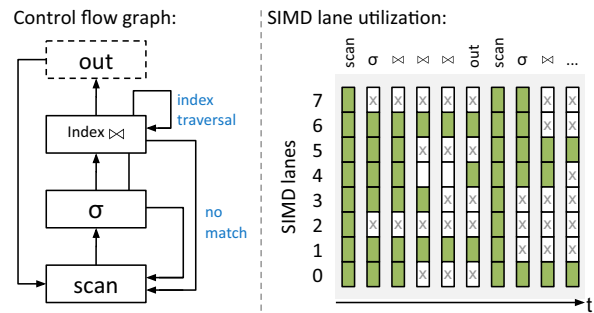 Control flow graph:
out
index
traversal
Index ⋈
σ
no
match
scan
SIMD lane utilization:
scan σ ⋈ ⋈ ⋈ out scan σ ⋈ ...
SIMD lanes
7 x x x x x x x
6 x x
5 x x x
4 x
3 x x x x x
2 x x x x x x x x
1 x x x
0 x x x
t